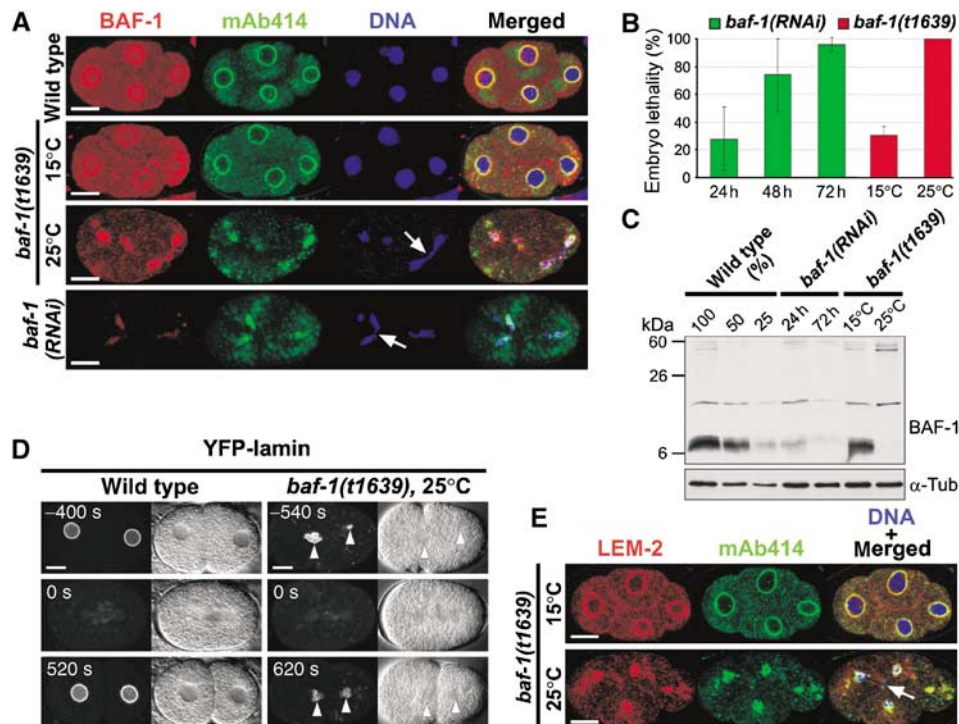 A
BAF-1 mAb414 DNA Merged
Wild type
baf-1(t1639)
15°C
25°C
baf-1
(RNAi)
B
baf-1(RNAi) baf-1(t1639)
Embryo lethality (%)
100
80
60
40
20
0
24 h 48 h 72 h 15°C 25°C
C
Wild type
(%)
baf-1(RNAi)
baf-1(t1639)
kDa
100 50 25 24 h 72 h 15°C 25°C
60
26
6
BAF-1
α-Tub
D
YFP-lamin
Wild type baf-1(t1639), 25°C
–400 s –540 s
0 s 0 s
520 s 620 s
E
LEM-2 mAb414 DNA
+
Merged
baf-1(t1639)
15°C
25°C